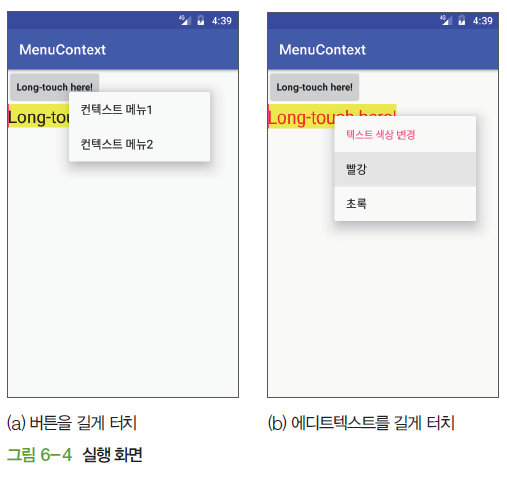 4G 4:39
MenuContext
Long-touch here!
Long-tou
컨텍스트 메뉴1
컨텍스트 메뉴2
(a) 버튼을 길게 터치
4G 4:39
MenuContext
Long-touch here!
Long-touch here!
텍스트 색상 변경
빨강
초록
(b) 에디트텍스트를 길게 터치
그림 6-4 실행 화면